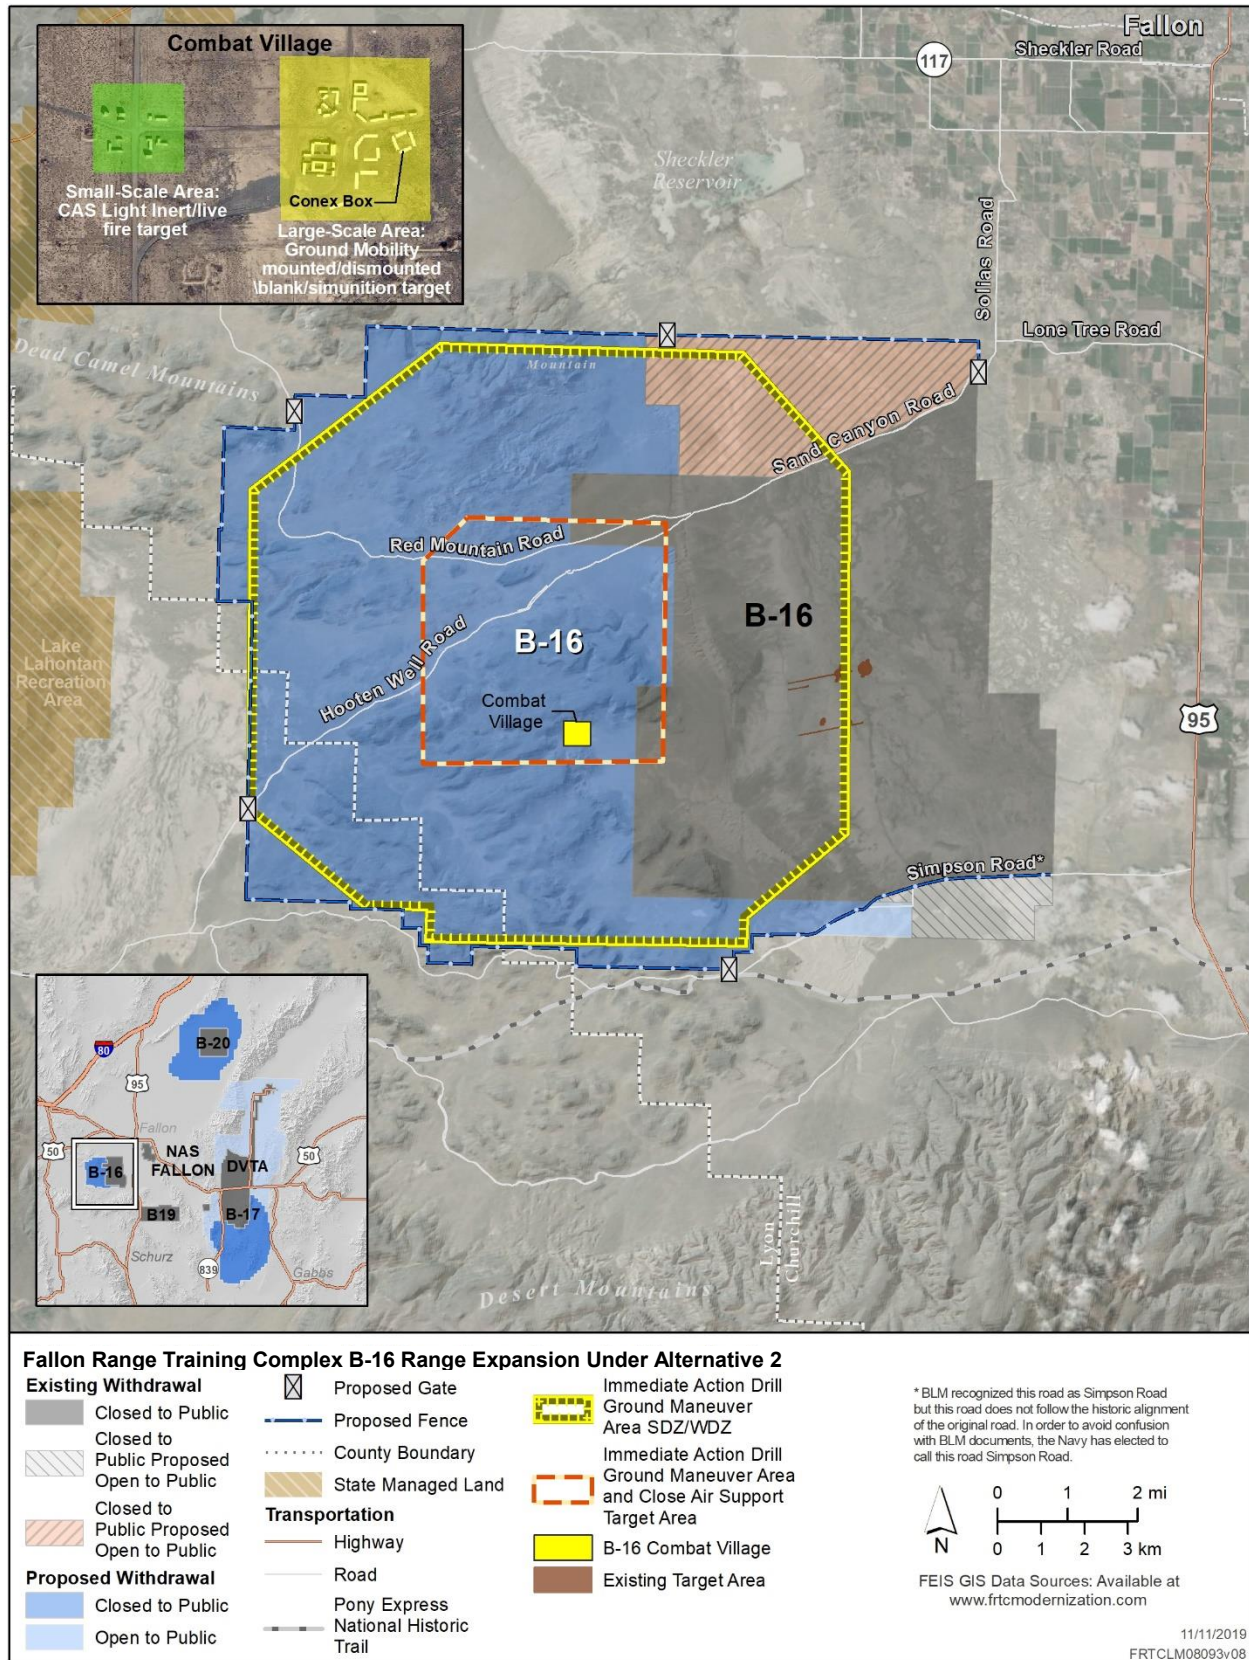 Fallon
Sheckler Road
117
Combat Village
Small-Scale Area:
CAS Light Inert/live
fire target
Conex Box
Large-Scale Area:
Ground Mobility
mounted/dismounted
\blank/simunition target
Sheckler
Reservoir
Solias Road
Lone Tree Road
Dead Camel Mountains
Mountain
Sand Canyon Road
Red Mountain Road
B-16
B-16
Hooten Well Road
Combat
Village
Lake
Lahontan
Recreation
Area
95
Simpson Road*
Lyon
Churchill
Desert Mountains
B-20
80
95
Fallon
50
NAS
FALLON
DVTA
50
B-16
B19
B-17
Schurz
839
Gabbs
Fallon Range Training Complex B-16 Range Expansion Under Alternative 2
Existing Withdrawal
Closed to Public
Closed to
Public Proposed
Open to Public
Closed to
Public Proposed
Open to Public
Proposed Withdrawal
Closed to Public
Open to Public
Proposed Gate
Proposed Fence
County Boundary
State Managed Land
Transportation
Highway
Road
Pony Express
National Historic
Trail
Immediate Action Drill
Ground Maneuver
Area SDZ/WDZ
Immediate Action Drill
Ground Maneuver Area
and Close Air Support
Target Area
B-16 Combat Village
Existing Target Area
* BLM recognized this road as Simpson Road
but this road does not follow the historic alignment
of the original road. In order to avoid confusion
with BLM documents, the Navy has elected to
call this road Simpson Road.
N
0 1 2 mi
0 1 2 3 km
FEIS GIS Data Sources: Available at
www.frtcmodernization.com
11/11/2019
FRTCLM08093v08